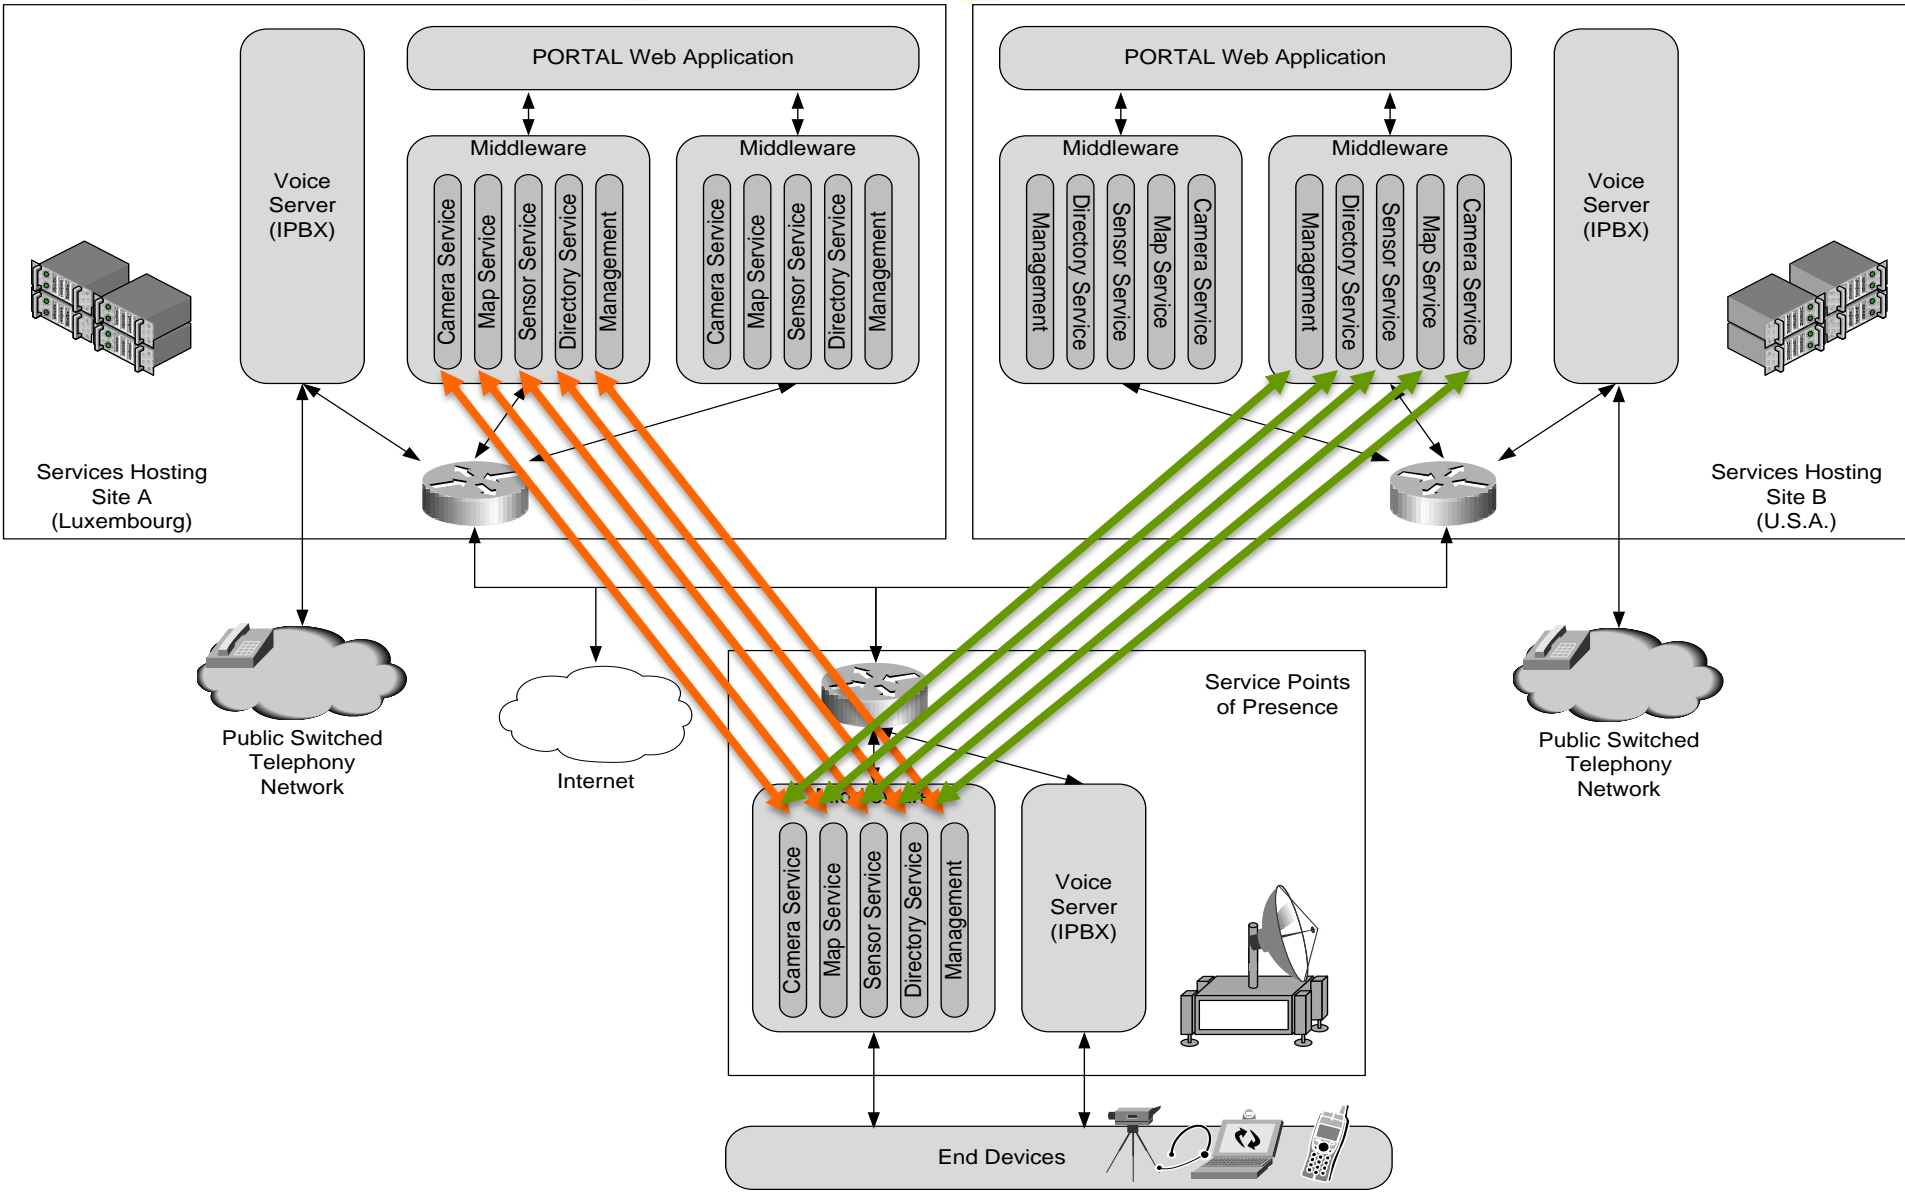 PORTAL Web Application
Voice
Server
(IPBX)
Middleware
Camera Service
Map Service
Sensor Service
Directory Service
Management
Middleware
Camera Service
Map Service
Sensor Service
Directory Service
Management
Services Hosting
Site A
(Luxembourg)
PORTAL Web Application
Middleware
Management
Directory Service
Sensor Service
Map Service
Camera Service
Middleware
Management
Directory Service
Sensor Service
Map Service
Camera Service
Voice
Server
(IPBX)
Services Hosting
Site B
(U.S.A.)
Public Switched
Telephony
Network
Internet
Service Points
of Presence
Public Switched
Telephony
Network
Middleware
Camera Service
Map Service
Sensor Service
Directory Service
Management
Voice
Server
(IPBX)
End Devices